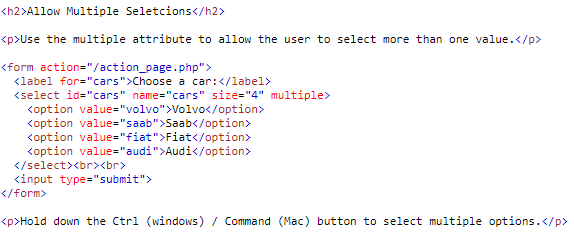 <h2>Allow Multiple Seletcions</h2>
<p>Use the multiple attribute to allow the user to select more than one value.</p>
<form action="/action_page.php">
<label for="cars">Choose a car:</label>
<select id="cars" name="cars" size="4" multiple>
<option value="volvo">Volvo</option>
<option value="saab">Saab</option>
<option value="fiat">Fiat</option>
<option value="audi">Audi</option>
</select><br><br>
<input type="submit">
</form>
<p>Hold down the Ctrl (windows) / Command (Mac) button to select multiple options.</p>